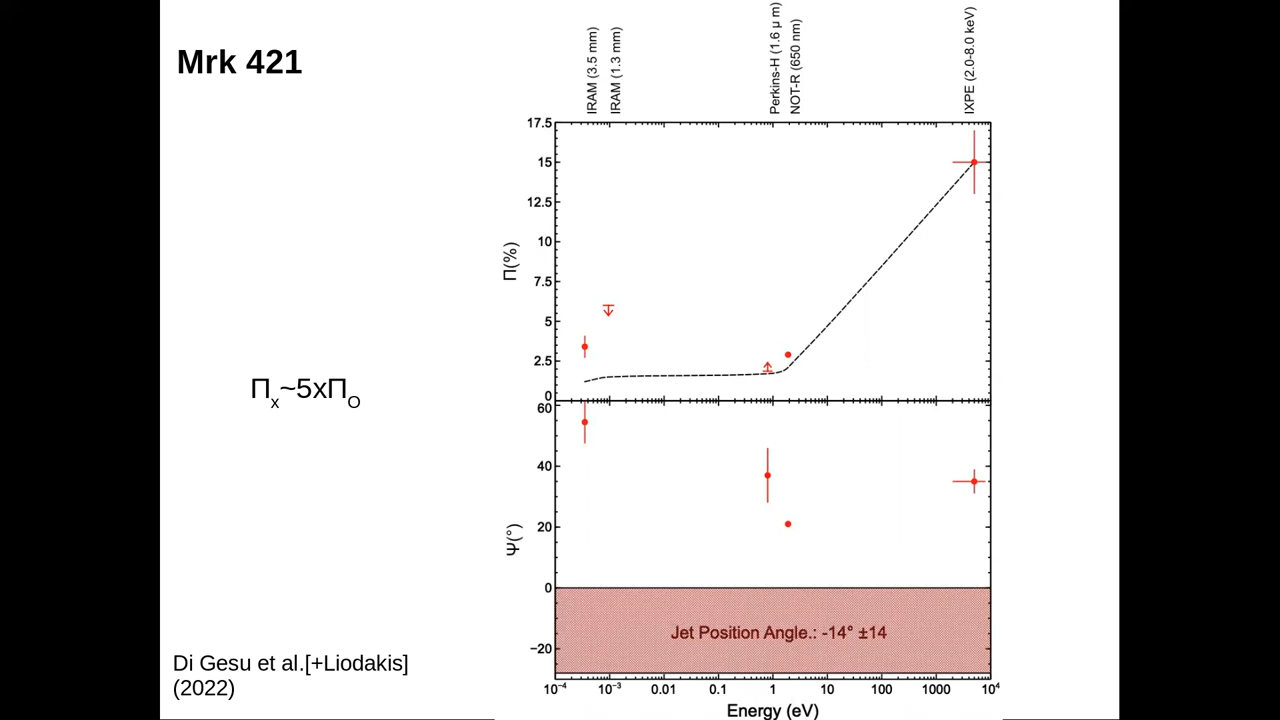 Mrk 421
IRAM (3.5 mm)
IRAM (1.3 mm)
Perkins-H (1.6 μ m)
NOT-R (650 nm)
IXPE (2.0-8.0 keV)
17.5
15
12.5
10
7.5
5
2.5
0
Π(%)
60
40
20
0
−20
Ψ(°)
Jet Position Angle.: -14° ±14
10⁻⁴
10⁻³
0.01
0.1
1
10
100
1000
10⁴
Energy (eV)
Πx~5xΠO
Di Gesu et al.[+Liodakis]
(2022)